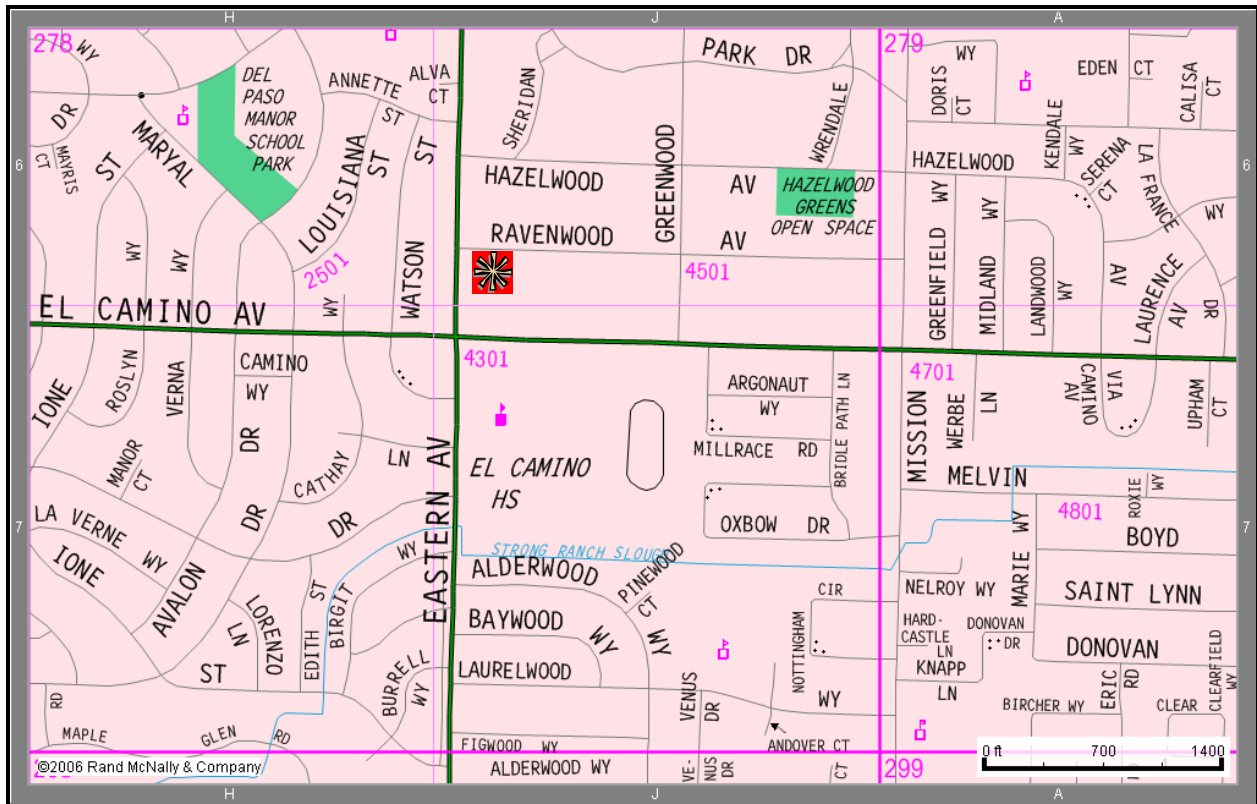 H
J
A
278
WY
DR
MAYRIS
CT
ST
MARYAL
DEL
PASO
MANOR
SCHOOL
PARK
ANNETTE
ST
ALVA
CT
LOUISIANA
ST
ST
WATSON
2501
WY
WY
WY
SHERIDAN
PARK DR
WRENDALE
GREENWOOD
HAZELWOOD
AV
HAZELWOOD
GREENS
OPEN SPACE
RAVENWOOD
AV
4501
279
DORIS
CT
WY
EDEN CT
CALISA
CT
KENDALE
WY
HAZELWOOD
SERENA
CT
LA FRANCE
WY
GREENFIELD
WY
MIDLAND
WY
LANDWOOD
WY
AV
LAURENCE
AV
DR
6
6
EL CAMINO AV
4301
4701
IONE
ROSLYN
VERNA
CAMINO
WY
DR
MANOR
CT
CATHAY
LN
EASTERN AV
EL CAMINO
HS
ARGONAUT
WY
MILLRACE RD
BRIDLE PATH LN
OXBOW DR
MISSION
WERBE
LN
CAMINO
AV
VIA
UPHAM
CT
MELVIN
ROXIE
WY
4801
BOYD
7
7
LA VERNE WY
IONE
AVALON
DR
DR
LORENZO
LN
EDITH
ST
BIRGIT
WY
ST
BURRELL
WY
STRONG RANCH SLOUGH
ALDERWOOD
PINEWOOD
CT
WY
BAYWOOD
WY
LAURELWOOD
CIR
NOTTINGHAM
WY
VENUS
DR
FIGWOOD WY
ANDOVER CT
ALDERWOOD WY
VE-
NUS
DR
CT
NELROY WY
MARIE WY
SAINT LYNN
HARD-
CASTLE
LN
DONOVAN
DR
DONOVAN
KNAPP
LN
ERIC
RD
CLEARFIELD
WY
BIRCHER WY
CLEAR
RD
MAPLE
GLEN
RD
299
0 ft 700 1400
©2006 Rand McNally & Company
H
J
A